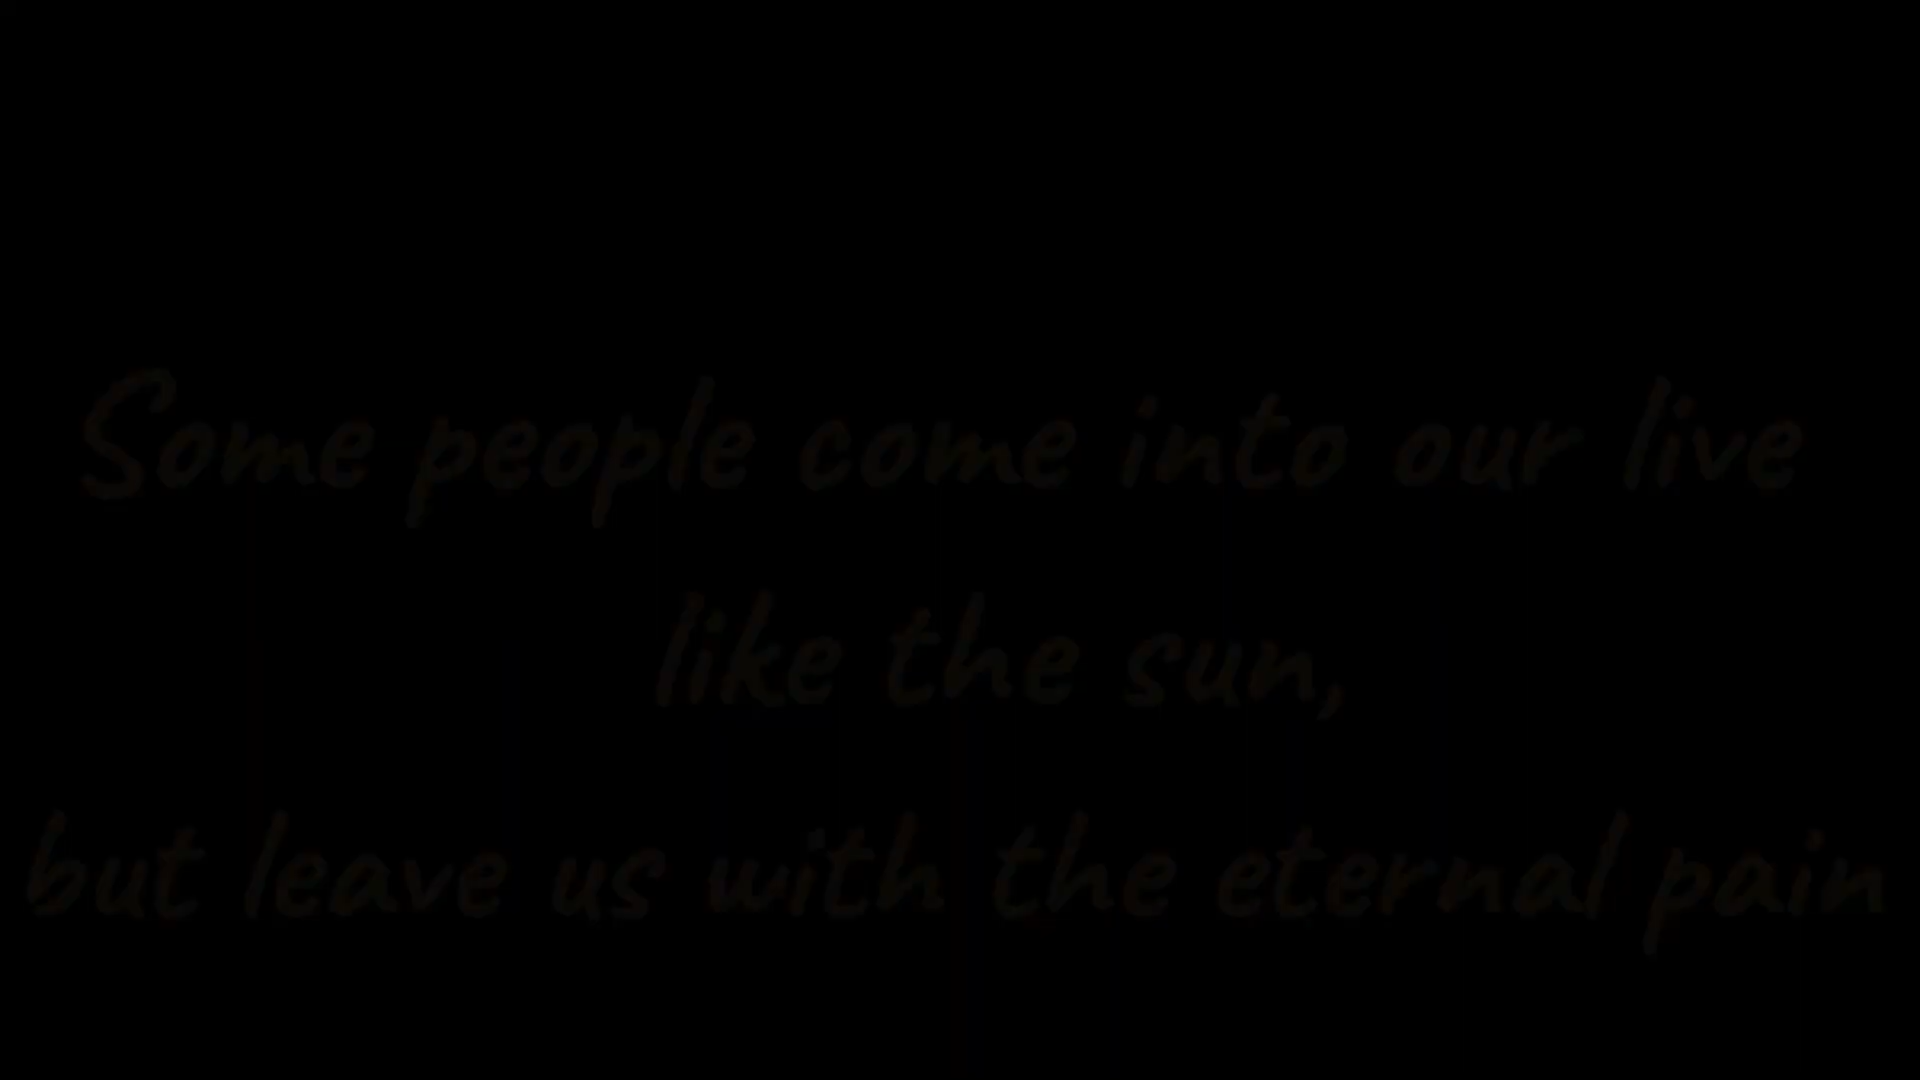 Some people come into our live
like the sun,
but leave us with the eternal pain